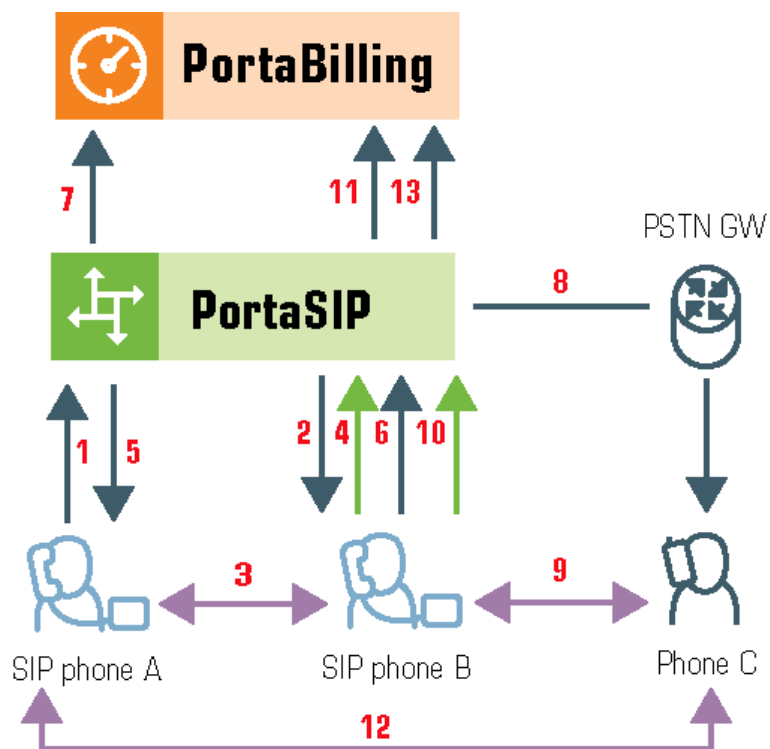 PortaBilling
7
11
13
PSTN GW
8
PortaSIP
1
5
2
4
6
10
3
9
SIP phone A
SIP phone B
Phone C
12